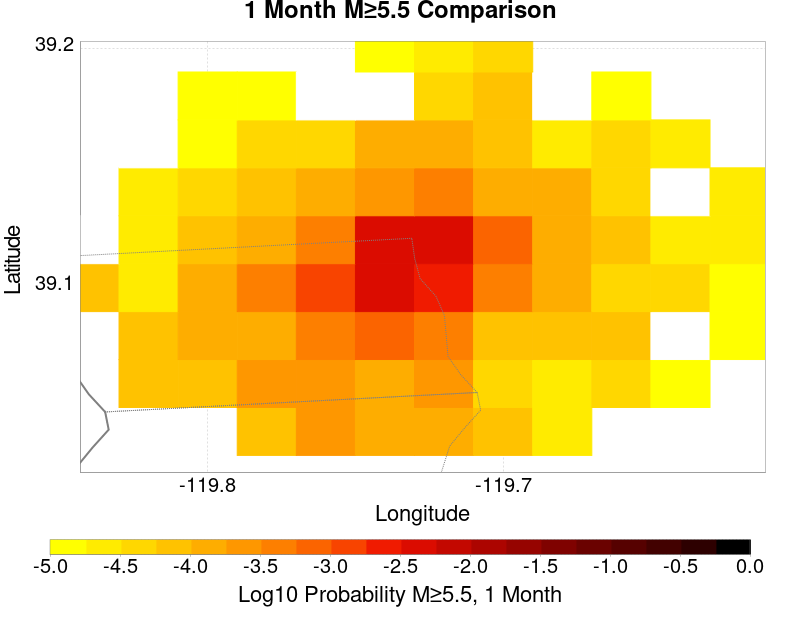 1 Month M≥5.5 Comparison
39.2
39.1
Latitude
-119.8 -119.7
Longitude
-5.0 -4.5 -4.0 -3.5 -3.0 -2.5 -2.0 -1.5 -1.0 -0.5 0.0
Log10 Probability M≥5.5, 1 Month